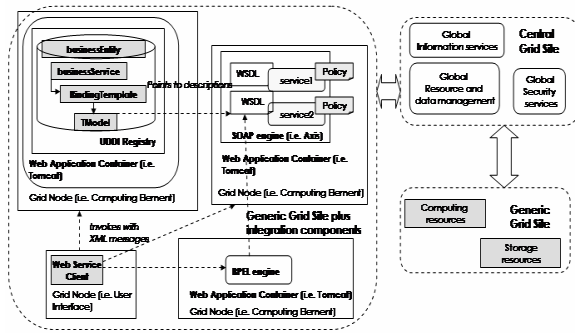 businessEntity
businessService
BindingTemplate
TModel
UDDI Registry
Web Application Container (i.e.
Tomcat)
Grid Node (i.e. Computing Element)
Points to descriptions
WSDL
service1
Policy
WSDL
service2
Policy
SOAP engine (i.e. Axis)
Web Application Container (i.e.
Tomcat)
Grid Node (i.e. Computing Element)
Generic Grid Site plus
integration components
Invokes with
XML messages
Web Service
Client
Grid Node (i.e. User
Interface)
BPEL engine
Web Application Container (i.e. Tomcat)
Grid Node (i.e. Computing Element)
Global
Information services
Central
Grid Site
Global
Resource and
data management
Global
Security
services
Computing
resources
Generic
Grid Site
Storage
resources